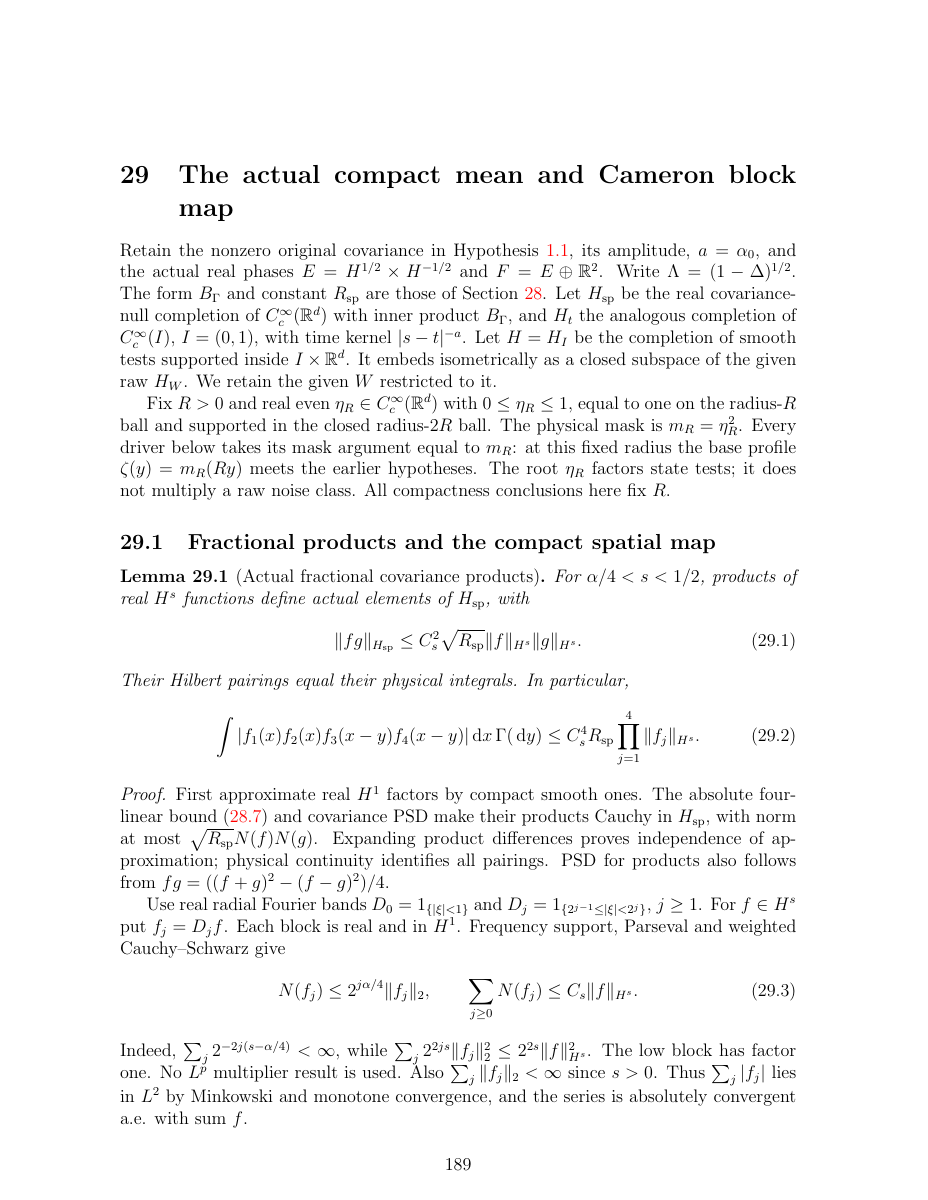 29 The actual compact mean and Cameron block
map
Retain the nonzero original covariance in Hypothesis 1.1, its amplitude, a = α₀, and
the actual real phases E = H^{1/2} × H^{−1/2} and F = E ⊕ ℝ². Write Λ = (1 − Δ)^{1/2}.
The form B_Γ and constant R_sp are those of Section 28. Let H_sp be the real covariance-
null completion of C_c^∞(ℝ^d) with inner product B_Γ, and H_t the analogous completion of
C_c^∞(I), I = (0, 1), with time kernel |s − t|^{−a}. Let H = H_I be the completion of smooth
tests supported inside I × ℝ^d. It embeds isometrically as a closed subspace of the given
raw H_W. We retain the given W restricted to it.
Fix R > 0 and real even η_R ∈ C_c^∞(ℝ^d) with 0 ≤ η_R ≤ 1, equal to one on the radius-R
ball and supported in the closed radius-2R ball. The physical mask is m_R = η_R^2. Every
driver below takes its mask argument equal to m_R: at this fixed radius the base profile
ζ(y) = m_R(Ry) meets the earlier hypotheses. The root η_R factors state tests; it does
not multiply a raw noise class. All compactness conclusions here fix R.
29.1 Fractional products and the compact spatial map
Lemma 29.1 (Actual fractional covariance products). For α/4 < s < 1/2, products of
real H^s functions define actual elements of H_sp, with
‖fg‖_{H_sp} ≤ C_s^2 √R_sp ‖f‖_{H^s} ‖g‖_{H^s}. (29.1)
Their Hilbert pairings equal their physical integrals. In particular,
∫ |f₁(x)f₂(x)f₃(x − y)f₄(x − y)| dx Γ( dy) ≤ C_s^4 R_sp ∏_{j=1}^{4} ‖f_j‖_{H^s}. (29.2)
Proof. First approximate real H¹ factors by compact smooth ones. The absolute four-
linear bound (28.7) and covariance PSD make their products Cauchy in H_sp, with norm
at most √R_sp N(f)N(g). Expanding product differences proves independence of ap-
proximation; physical continuity identifies all pairings. PSD for products also follows
from fg = ((f + g)² − (f − g)²)/4.
Use real radial Fourier bands D₀ = 1_{{|ξ|<1}} and D_j = 1_{{2^{j−1}≤|ξ|<2^j}}, j ≥ 1. For f ∈ H^s
put f_j = D_j f. Each block is real and in H¹. Frequency support, Parseval and weighted
Cauchy–Schwarz give
N(f_j) ≤ 2^{jα/4}‖f_j‖₂, ∑_{j≥0} N(f_j) ≤ C_s‖f‖_{H^s}. (29.3)
Indeed, ∑_j 2^{−2j(s−α/4)} < ∞, while ∑_j 2^{2js}‖f_j‖_2^2 ≤ 2^{2s}‖f‖_{H^s}^2. The low block has factor
one. No L^p multiplier result is used. Also ∑_j ‖f_j‖₂ < ∞ since s > 0. Thus ∑_j |f_j| lies
in L² by Minkowski and monotone convergence, and the series is absolutely convergent
a.e. with sum f.
189